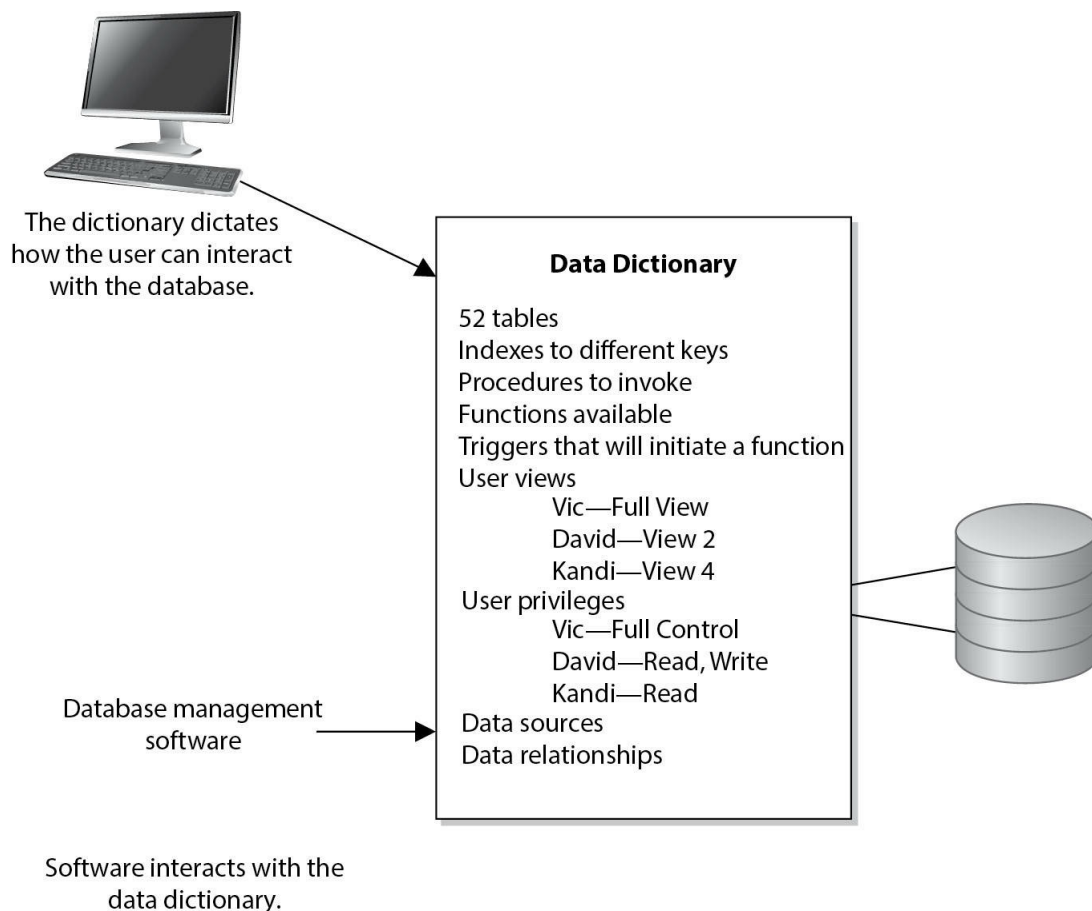 The dictionary dictates
how the user can interact
with the database.
Data Dictionary
52 tables
Indexes to different keys
Procedures to invoke
Functions available
Triggers that will initiate a function
User views
Vic—Full View
David—View 2
Kandi—View 4
User privileges
Vic—Full Control
David—Read, Write
Kandi—Read
Data sources
Data relationships
Database management
software
Software interacts with the
data dictionary.